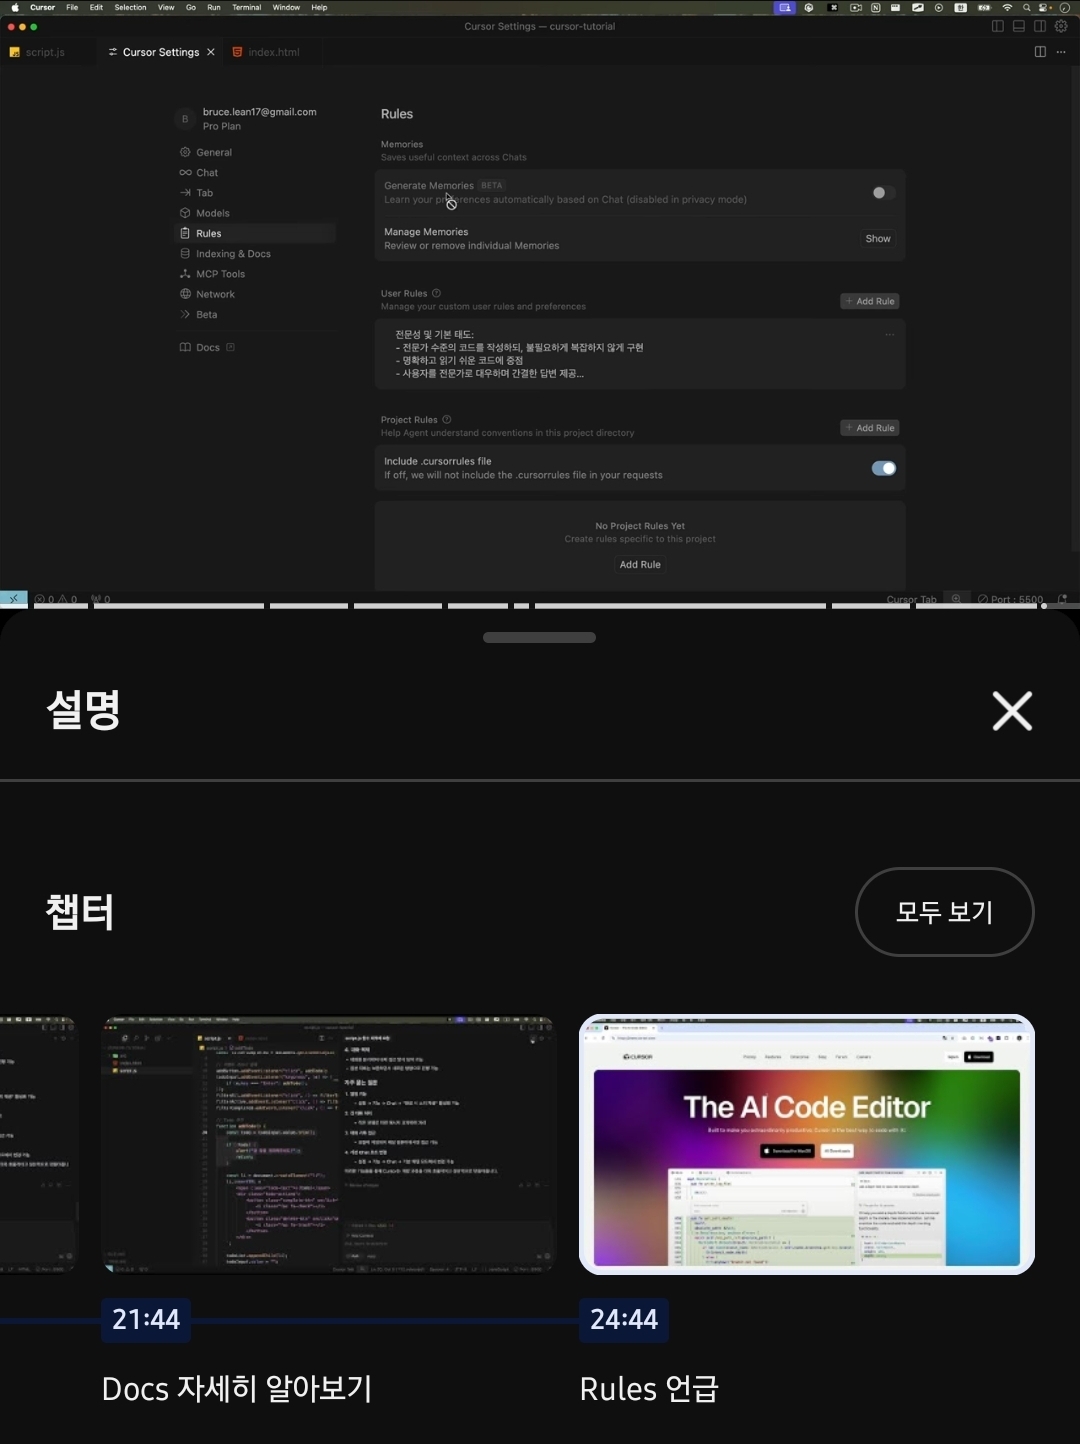 Cursor File Edit Selection View Go Run Terminal Window Help
Cursor Settings — cursor-tutorial
script.js
Cursor Settings
index.html
B
bruce.lean17@gmail.com
Pro Plan
General
Chat
Tab
Models
Rules
Indexing & Docs
MCP Tools
Network
Beta
Docs
Rules
Memories
Saves useful context across Chats
Generate Memories BETA
Learn your preferences automatically based on Chat (disabled in privacy mode)
Manage Memories
Review or remove individual Memories
Show
User Rules
Manage your custom user rules and preferences
+ Add Rule
전문성 및 기본 태도:
- 전문가 수준의 코드를 작성하되, 불필요하게 복잡하지 않게 구현
- 명확하고 읽기 쉬운 코드에 중점
- 사용자를 전문가로 대우하며 간결한 답변 제공...
Project Rules
Help Agent understand conventions in this project directory
+ Add Rule
Include .cursorrules file
If off, we will not include the .cursorrules file in your requests
No Project Rules Yet
Create rules specific to this project
Add Rule
0 0 0
Cursor Tab
Port : 5500
설명
챕터
모두 보기
CURSOR
The AI Code Editor
21:44
Docs 자세히 알아보기
24:44
Rules 언급